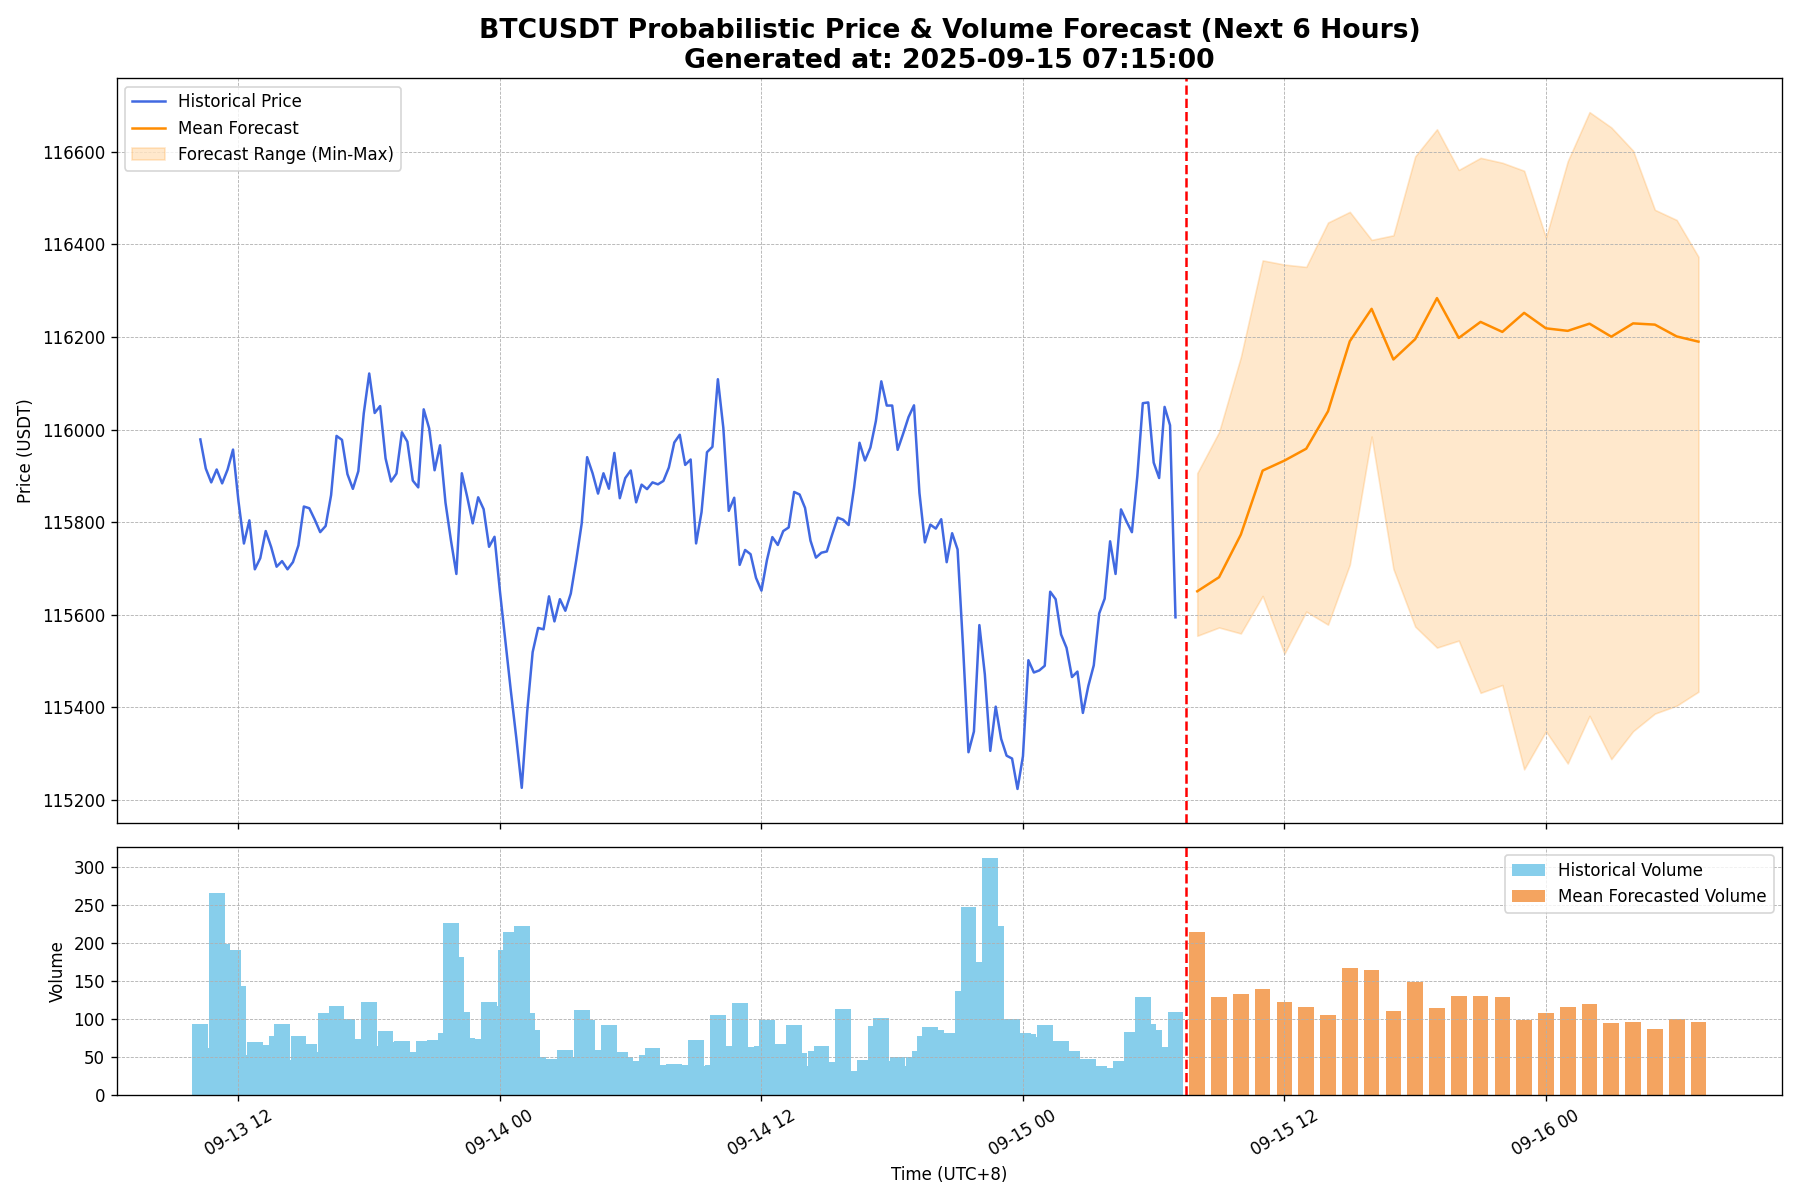 BTCUSDT Probabilistic Price & Volume Forecast (Next 6 Hours)
Generated at: 2025-09-15 07:15:00
Historical Price
Mean Forecast
Forecast Range (Min-Max)
116600
116400
116200
116000
115800
115600
115400
115200
Price (USDT)
Historical Volume
Mean Forecasted Volume
300
250
200
150
100
50
0
Volume
09-13 12
09-14 00
09-14 12
09-15 00
09-15 12
09-16 00
Time (UTC+8)